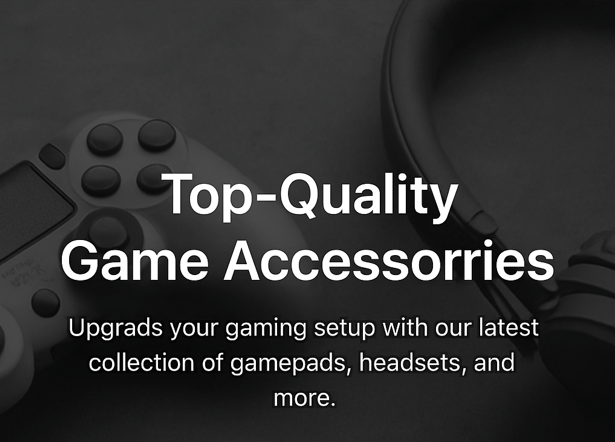 Top-Quality
Game Accessorries
Upgrads your gaming setup with our latest
collection of gamepads, headsets, and
more.